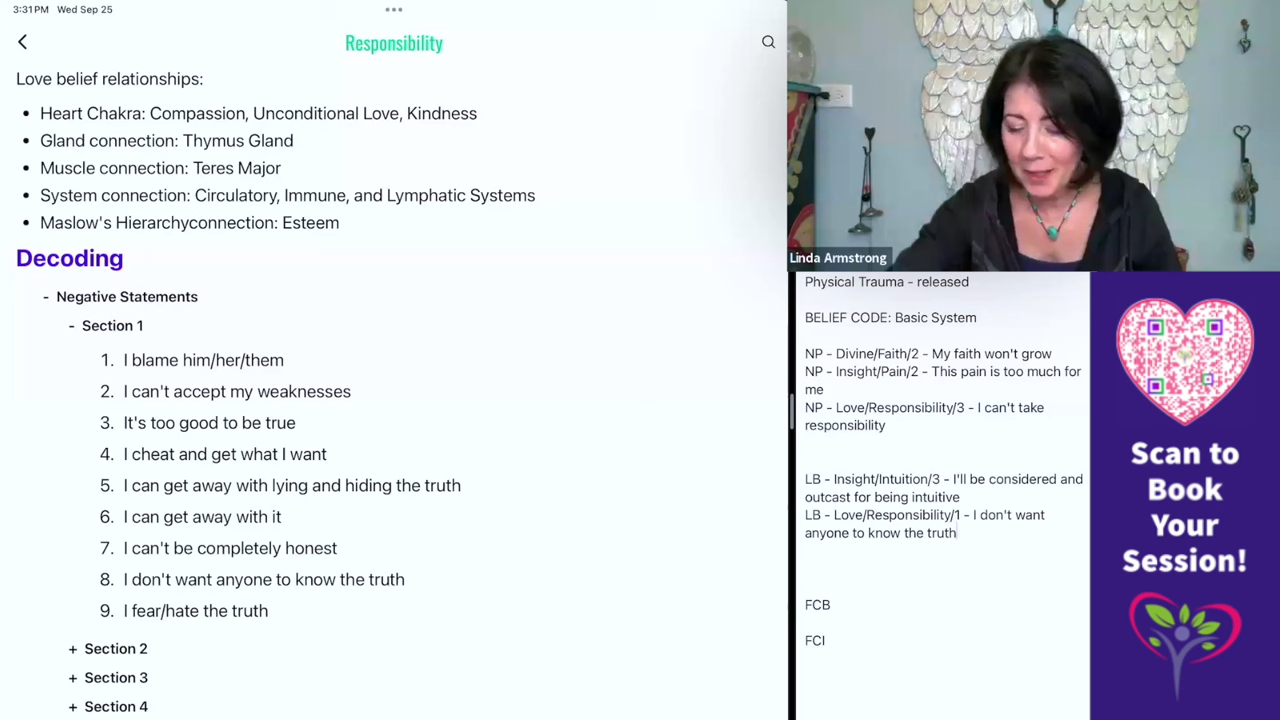 3:31 PM Wed Sep 25
Responsibility
Love belief relationships:
• Heart Chakra: Compassion, Unconditional Love, Kindness
• Gland connection: Thymus Gland
• Muscle connection: Teres Major
• System connection: Circulatory, Immune, and Lymphatic Systems
• Maslow's Hierarchyconnection: Esteem
Decoding
- Negative Statements
- Section 1
1. I blame him/her/them
2. I can't accept my weaknesses
3. It's too good to be true
4. I cheat and get what I want
5. I can get away with lying and hiding the truth
6. I can get away with it
7. I can't be completely honest
8. I don't want anyone to know the truth
9. I fear/hate the truth
+ Section 2
+ Section 3
+ Section 4
Linda Armstrong
Physical Trauma - released
BELIEF CODE: Basic System
NP - Divine/Faith/2 - My faith won't grow
NP - Insight/Pain/2 - This pain is too much for
me
NP - Love/Responsibility/3 - I can't take
responsibility
LB - Insight/Intuition/3 - I'll be considered and
outcast for being intuitive
LB - Love/Responsibility/1 - I don't want
anyone to know the truth
FCB
FCI
Scan to
Book
Your
Session!